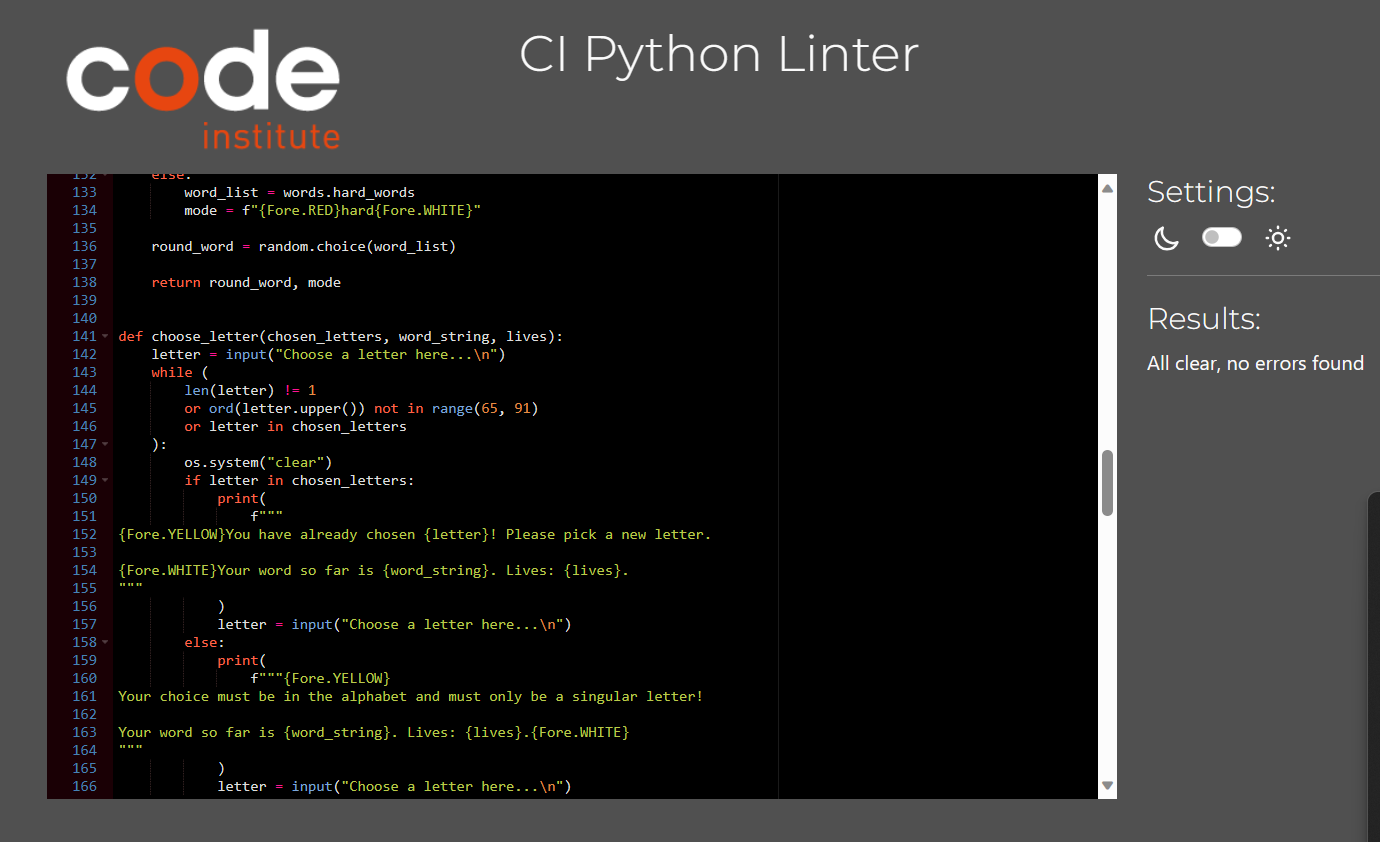 code
institute
CI Python Linter
132 else:
133 word_list = words.hard_words
134 mode = f"{Fore.RED}hard{Fore.WHITE}"
135
136 round_word = random.choice(word_list)
137
138 return round_word, mode
139
140
141 def choose_letter(chosen_letters, word_string, lives):
142 letter = input("Choose a letter here...\n")
143 while (
144 len(letter) != 1
145 or ord(letter.upper()) not in range(65, 91)
146 or letter in chosen_letters
147 ):
148 os.system("clear")
149 if letter in chosen_letters:
150 print(
151 f"""
152 {Fore.YELLOW}You have already chosen {letter}! Please pick a new letter.
153
154 {Fore.WHITE}Your word so far is {word_string}. Lives: {lives}.
155 """
156 )
157 letter = input("Choose a letter here...\n")
158 else:
159 print(
160 f"""{Fore.YELLOW}
161 Your choice must be in the alphabet and must only be a singular letter!
162
163 Your word so far is {word_string}. Lives: {lives}.{Fore.WHITE}
164 """
165 )
166 letter = input("Choose a letter here...\n")
Settings:
Results:
All clear, no errors found